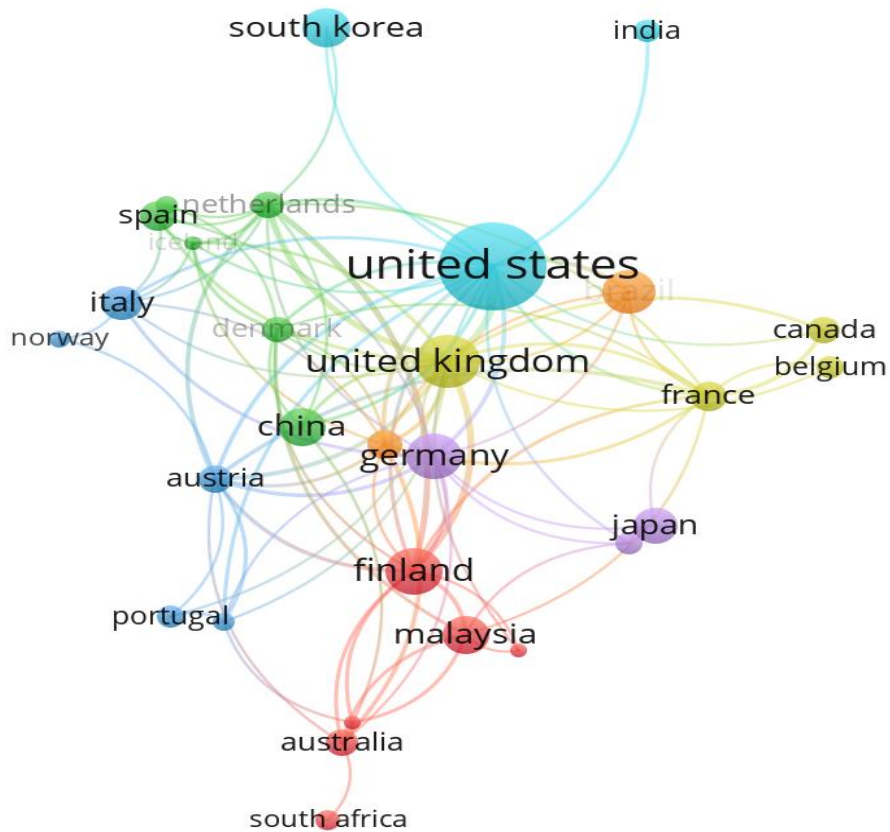 south korea
india
netherlands
spain
iceland
united states
brazil
italy
denmark
canada
norway
united kingdom
belgium
france
china
germany
austria
japan
finland
portugal
malaysia
australia
south africa